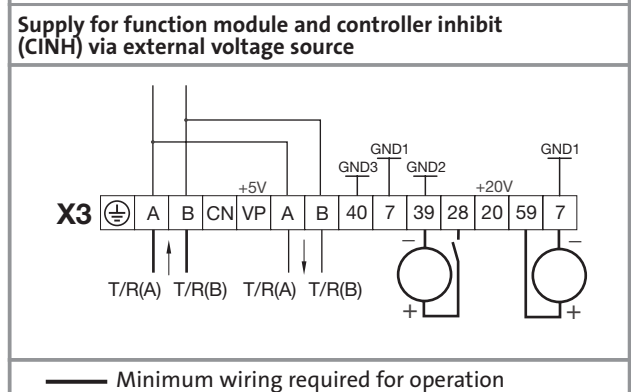 Supply for function module and controller inhibit
(CINH) via external voltage source
GND1 GND1
GND3 GND2
+5V +20V
X3 A B CN VP A B 40 7 39 28 20 59 7
− −
T/R(A) T/R(B) T/R(A) T/R(B)
+ +
Minimum wiring required for operation